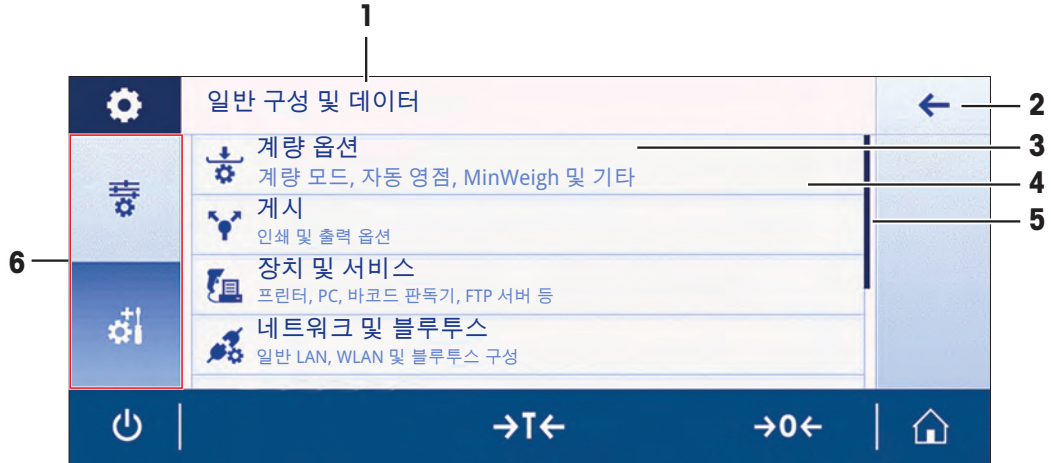 1
일반 구성 및 데이터
2
계량 옵션
3
계량 모드, 자동 영점, MinWeigh 및 기타
4
게시
5
인쇄 및 출력 옵션
6
장치 및 서비스
프린터, PC, 바코드 판독기, FTP 서버 등
네트워크 및 블루투스
일반 LAN, WLAN 및 블루투스 구성
→T←
→0←